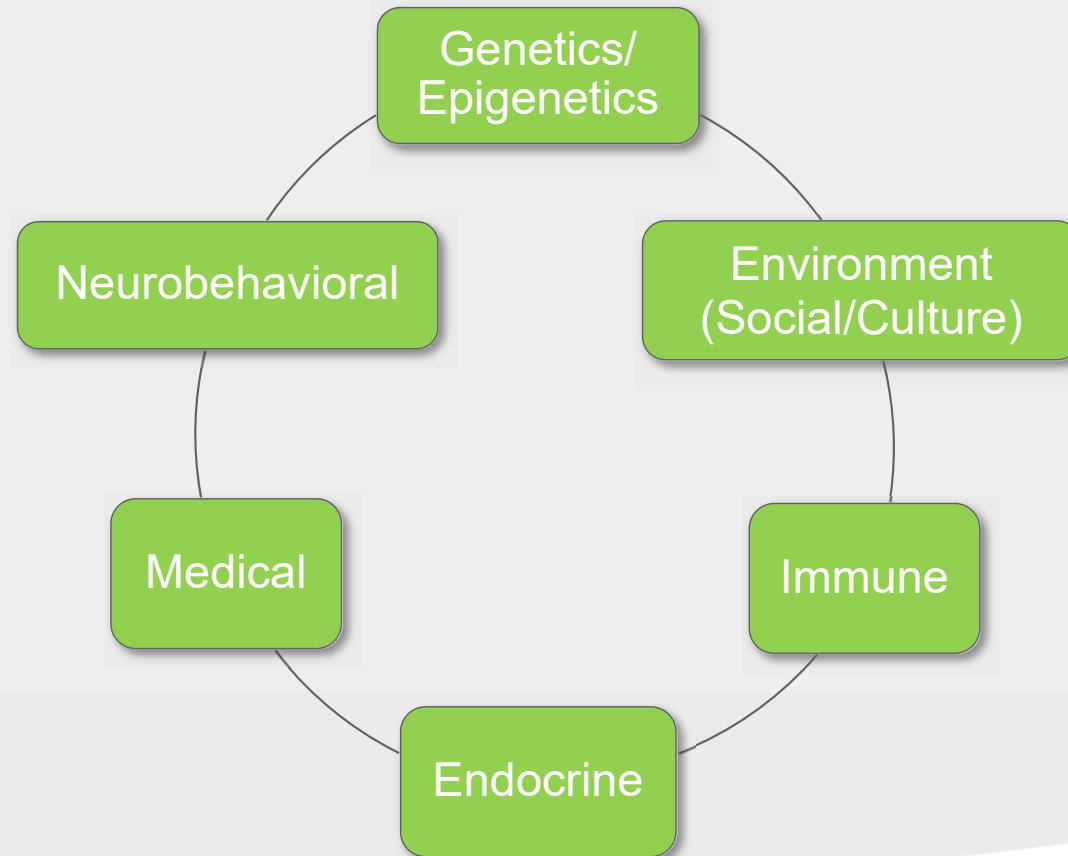 Genetics/
Epigenetics
Neurobehavioral
Environment
(Social/Culture)
Medical
Immune
Endocrine